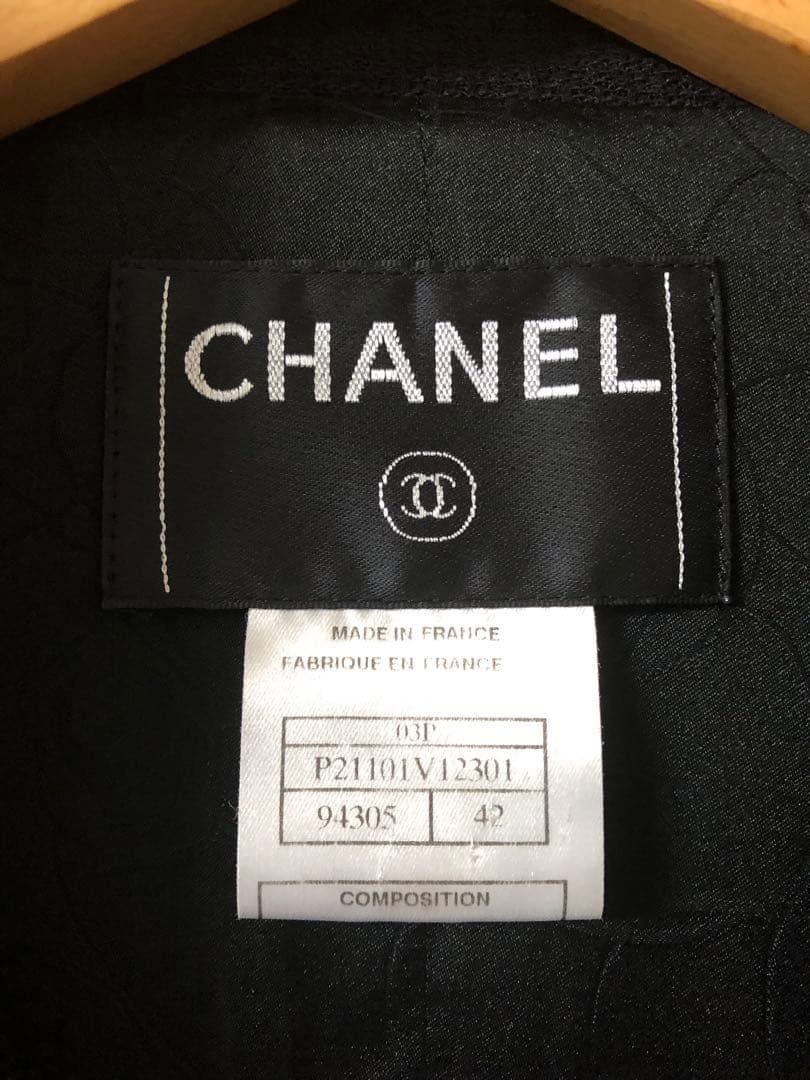 CHANEL
MADE IN FRANCE
FABRIQUE EN FRANCE
03P
P21101V12301
94305 42
COMPOSITION